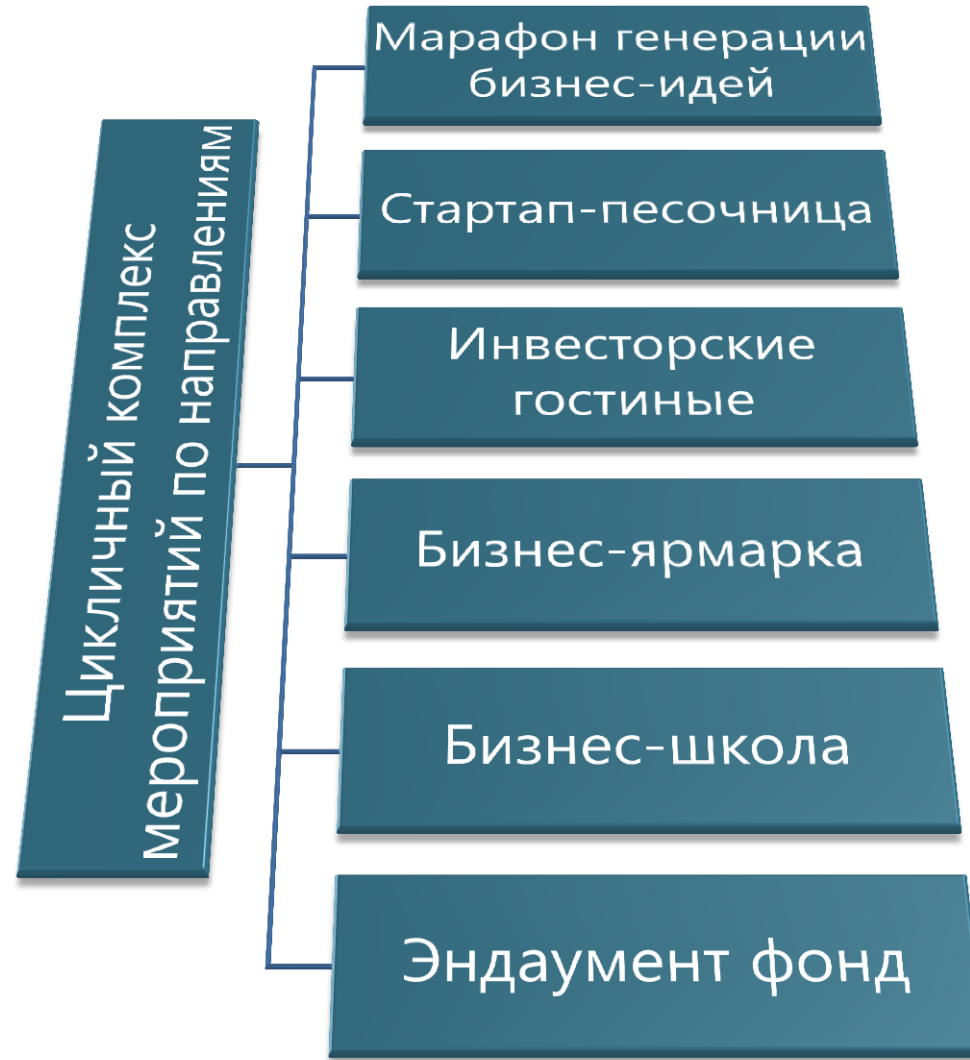 Цикличный комплекс
мероприятий по направлениям
Марафон генерации
бизнес-идей
Стартап-песочница
Инвесторские
гостиные
Бизнес-ярмарка
Бизнес-школа
Эндаумент фонд